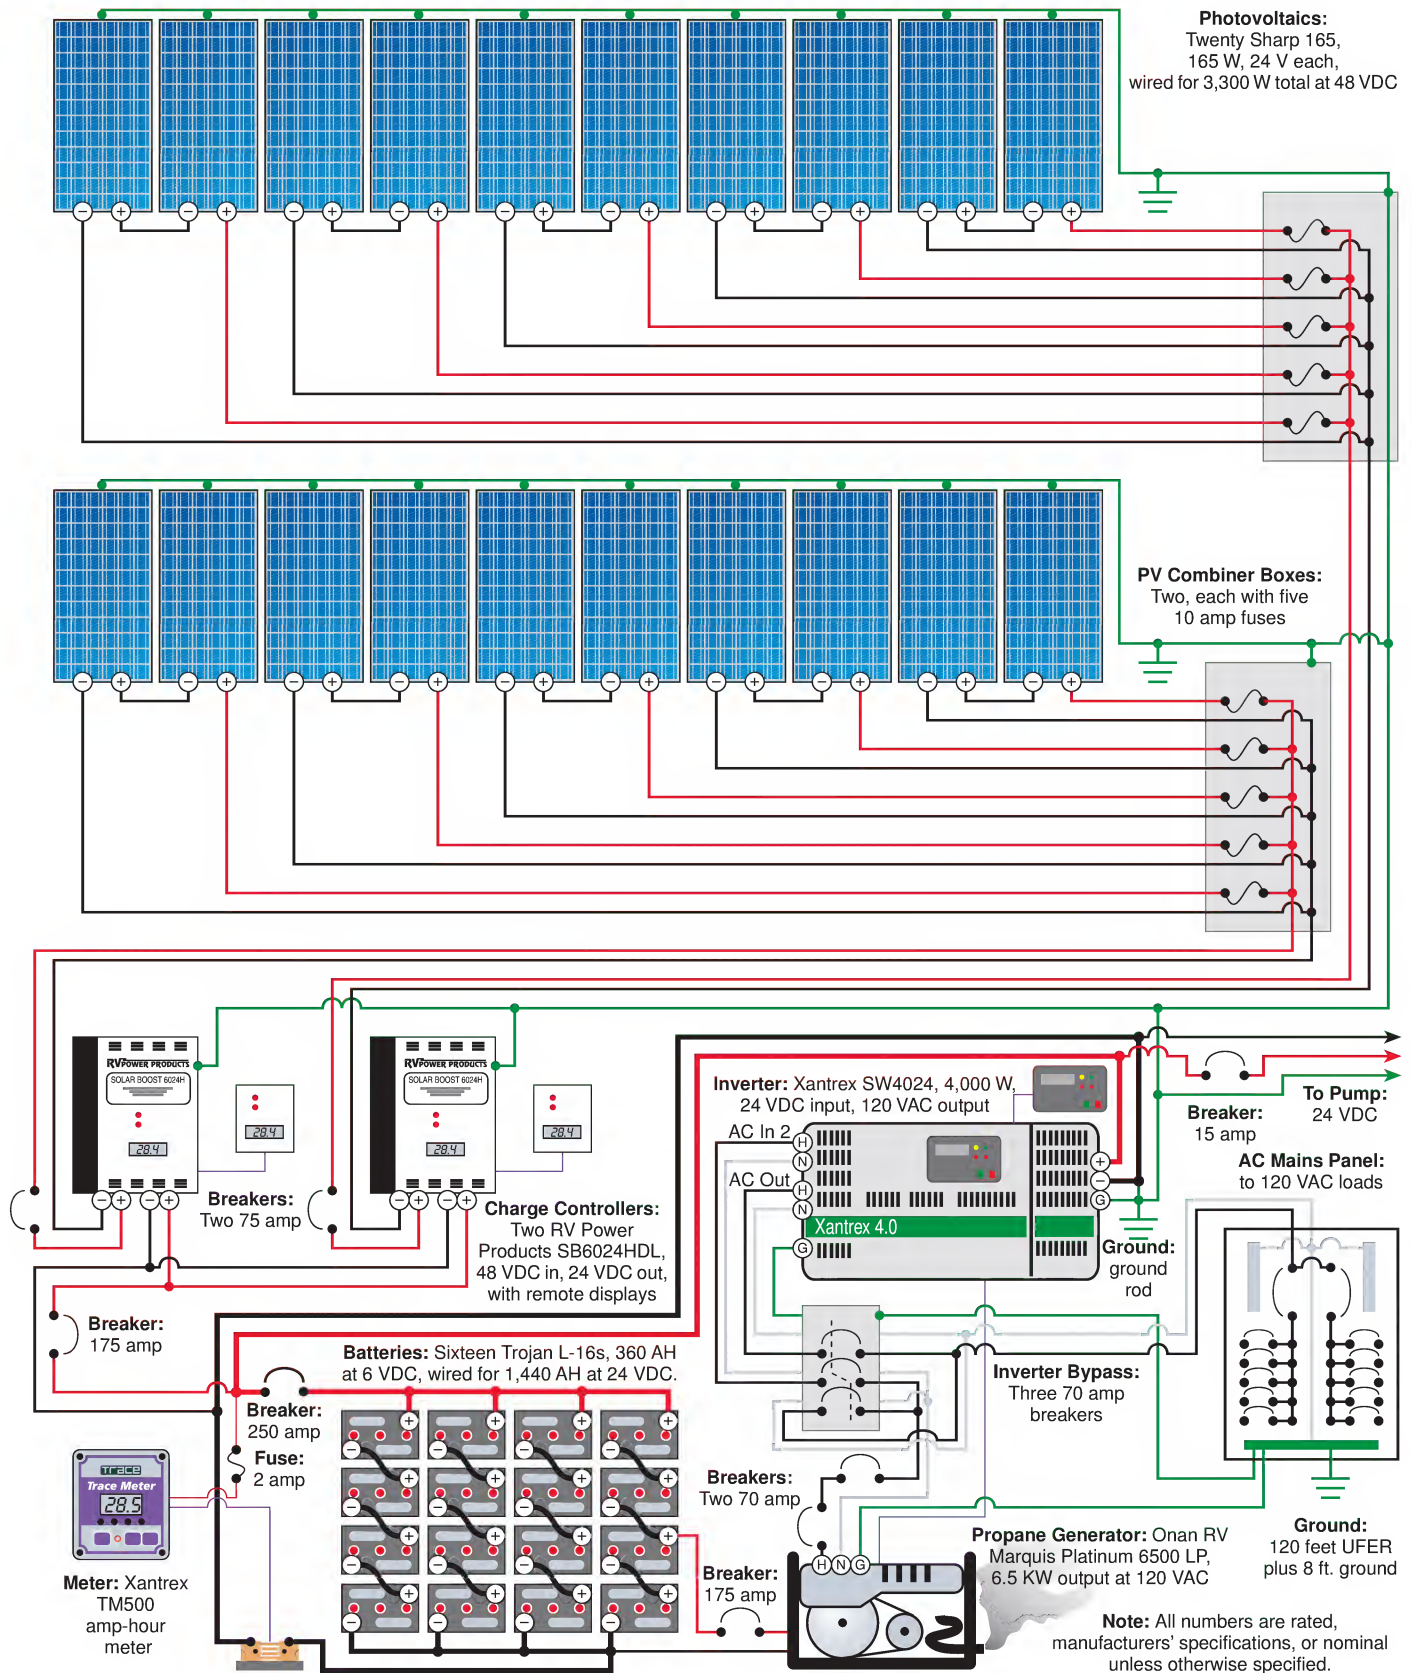 Photovoltaics:
Twenty Sharp 165,
165 W, 24 V each,
wired for 3,300 W total at 48 VDC
PV Combiner Boxes:
Two, each with five
10 amp fuses
RV POWER PRODUCTS
SOLAR BOOST 6024H
28.4
28.4
RV POWER PRODUCTS
SOLAR BOOST 6024H
28.4
28.4
Breakers:
Two 75 amp
Charge Controllers:
Two RV Power
Products SB6024HDL,
48 VDC in, 24 VDC out,
with remote displays
Inverter: Xantrex SW4024, 4,000 W,
24 VDC input, 120 VAC output
AC In 2
H
N
AC Out
H
N
G
Xantrex 4.0
+
−
G
Ground:
ground
rod
To Pump:
24 VDC
Breaker:
15 amp
AC Mains Panel:
to 120 VAC loads
Breaker:
175 amp
Batteries: Sixteen Trojan L-16s, 360 AH
at 6 VDC, wired for 1,440 AH at 24 VDC.
Breaker:
250 amp
Fuse:
2 amp
Inverter Bypass:
Three 70 amp
breakers
Trace
Trace Meter
28.5
Meter: Xantrex
TM500
amp-hour
meter
Breakers:
Two 70 amp
Breaker:
175 amp
H N G
Propane Generator: Onan RV
Marquis Platinum 6500 LP,
6.5 KW output at 120 VAC
Ground:
120 feet UFER
plus 8 ft. ground
Note: All numbers are rated,
manufacturers' specifications, or nominal
unless otherwise specified.